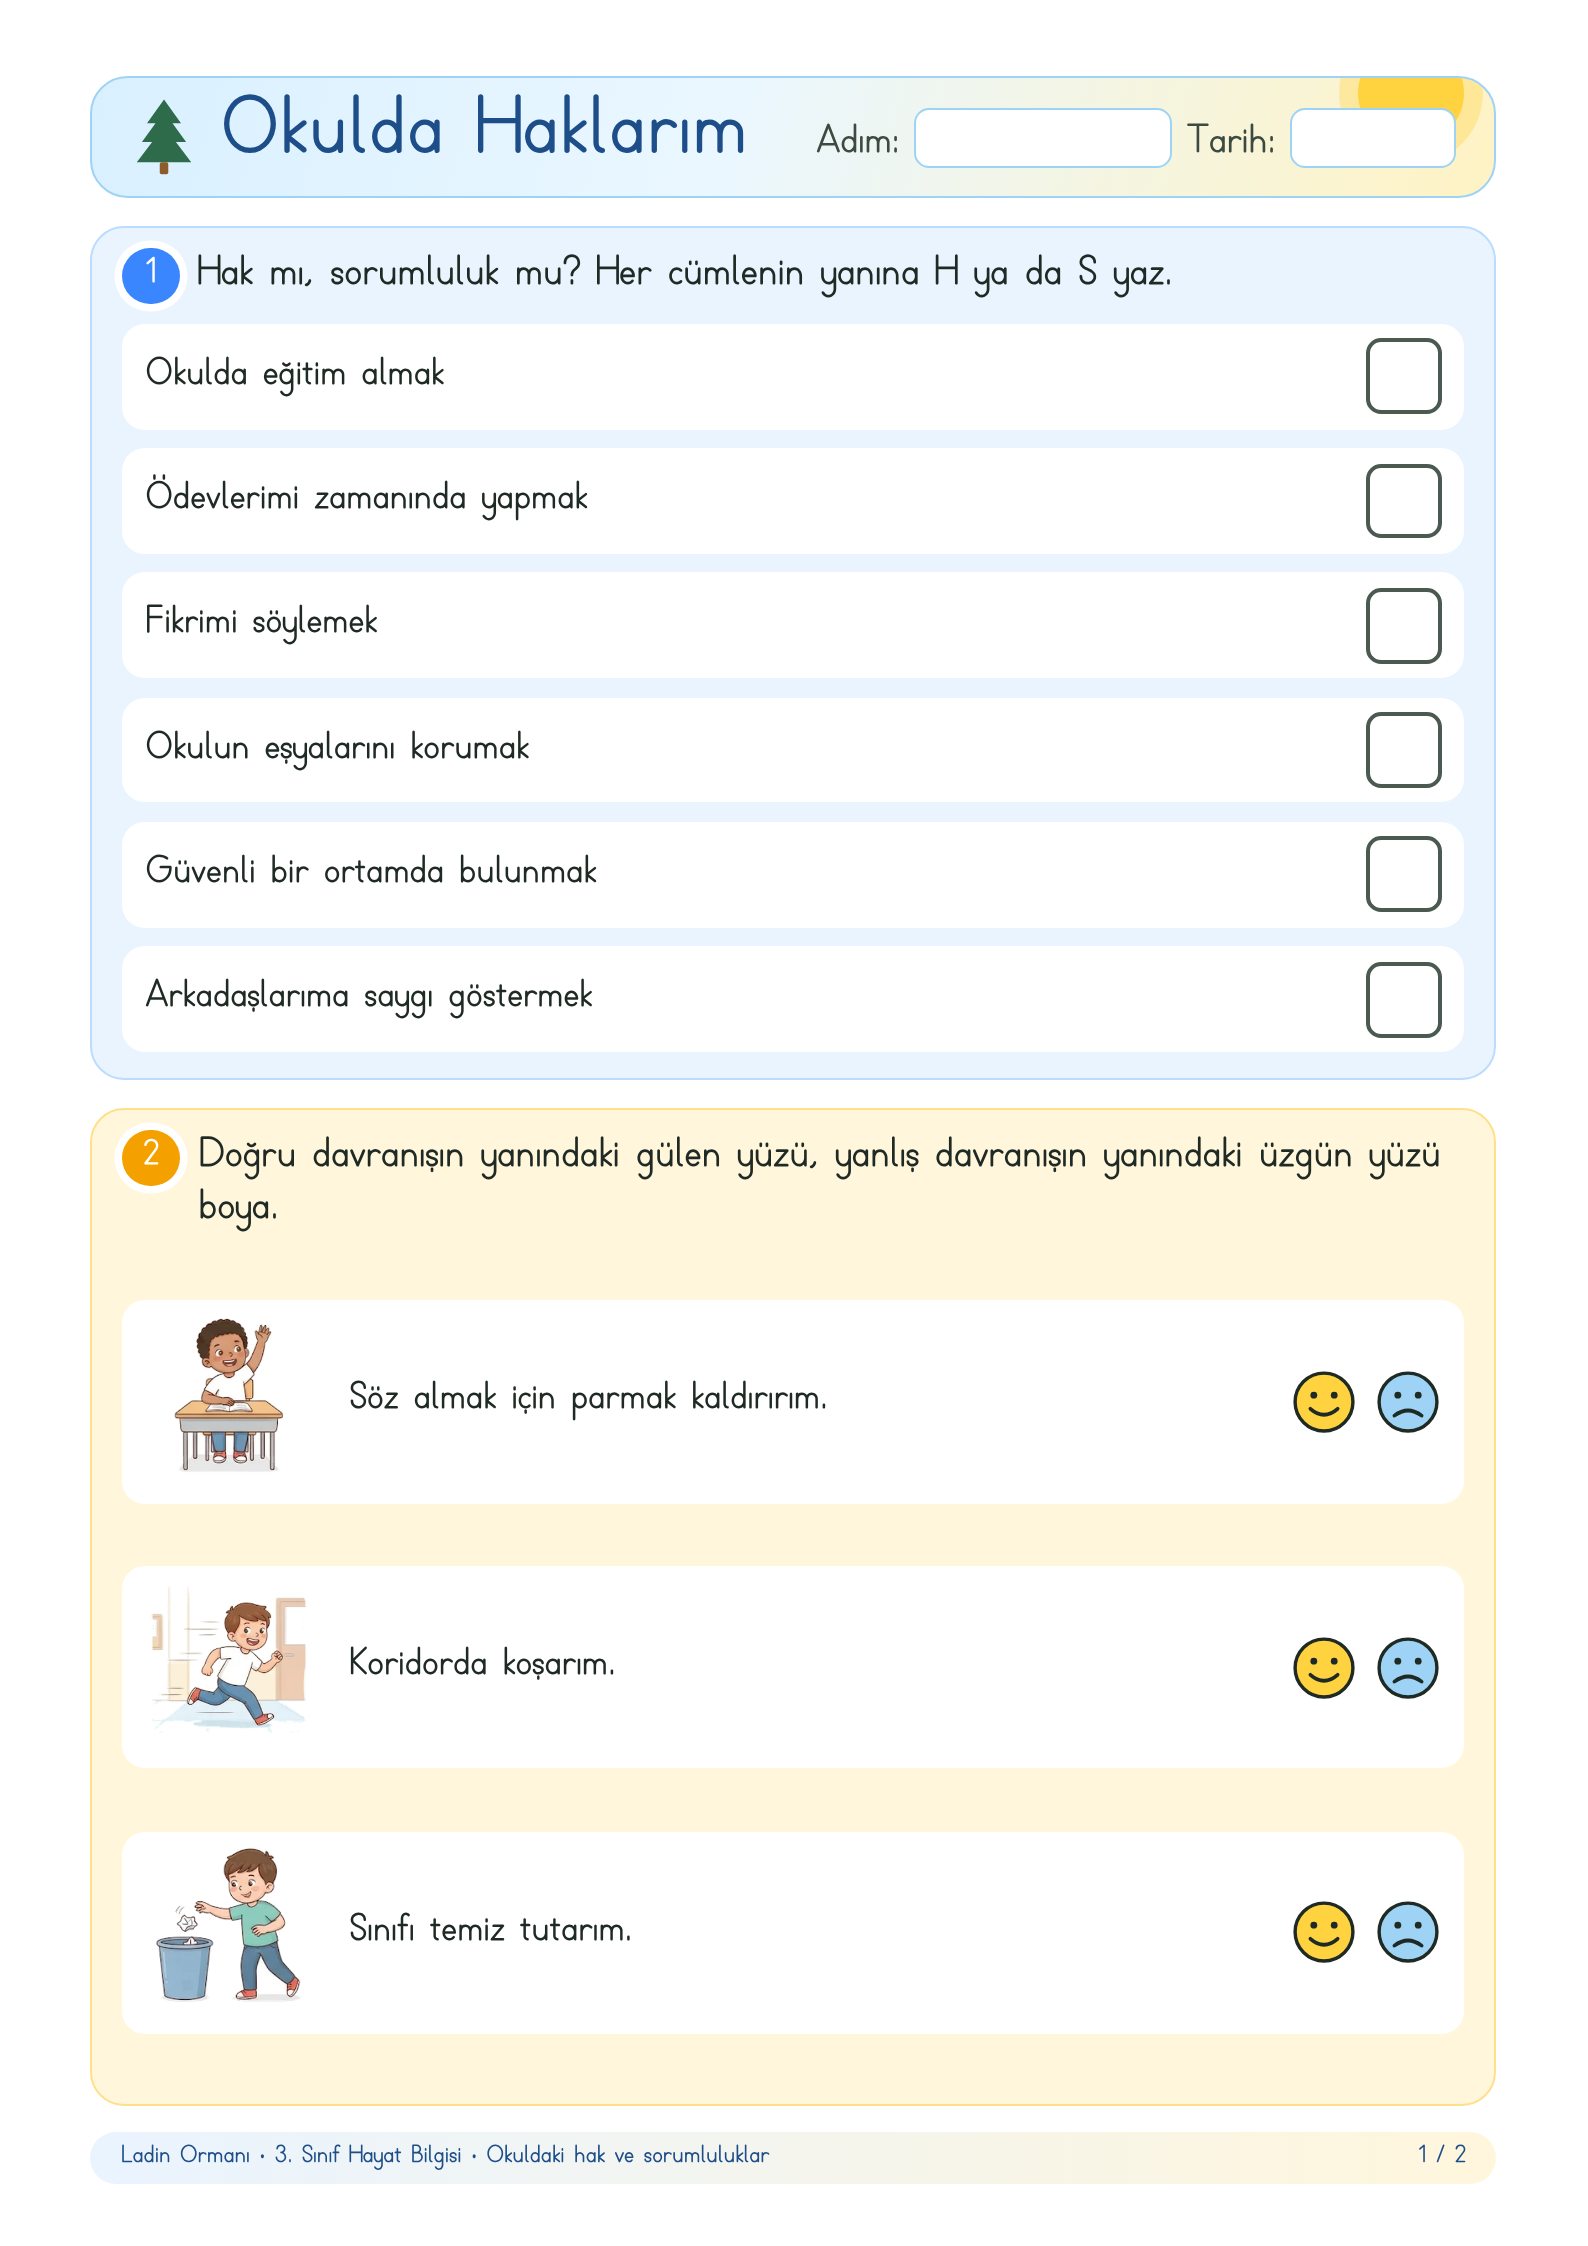 Okulda Haklarım
Adım:
Tarih:
1
Hak mı, sorumluluk mu? Her cümlenin yanına H ya da S yaz.
Okulda eğitim almak
Ödevlerimi zamanında yapmak
Fikrimi söylemek
Okulun eşyalarını korumak
Güvenli bir ortamda bulunmak
Arkadaşlarıma saygı göstermek
2
Doğru davranışın yanındaki gülen yüzü, yanlış davranışın yanındaki üzgün yüzü
boya.
Söz almak için parmak kaldırırım.
Koridorda koşarım.
Sınıfı temiz tutarım.
Ladin Ormanı • 3. Sınıf Hayat Bilgisi • Okuldaki hak ve sorumluluklar
1 / 2